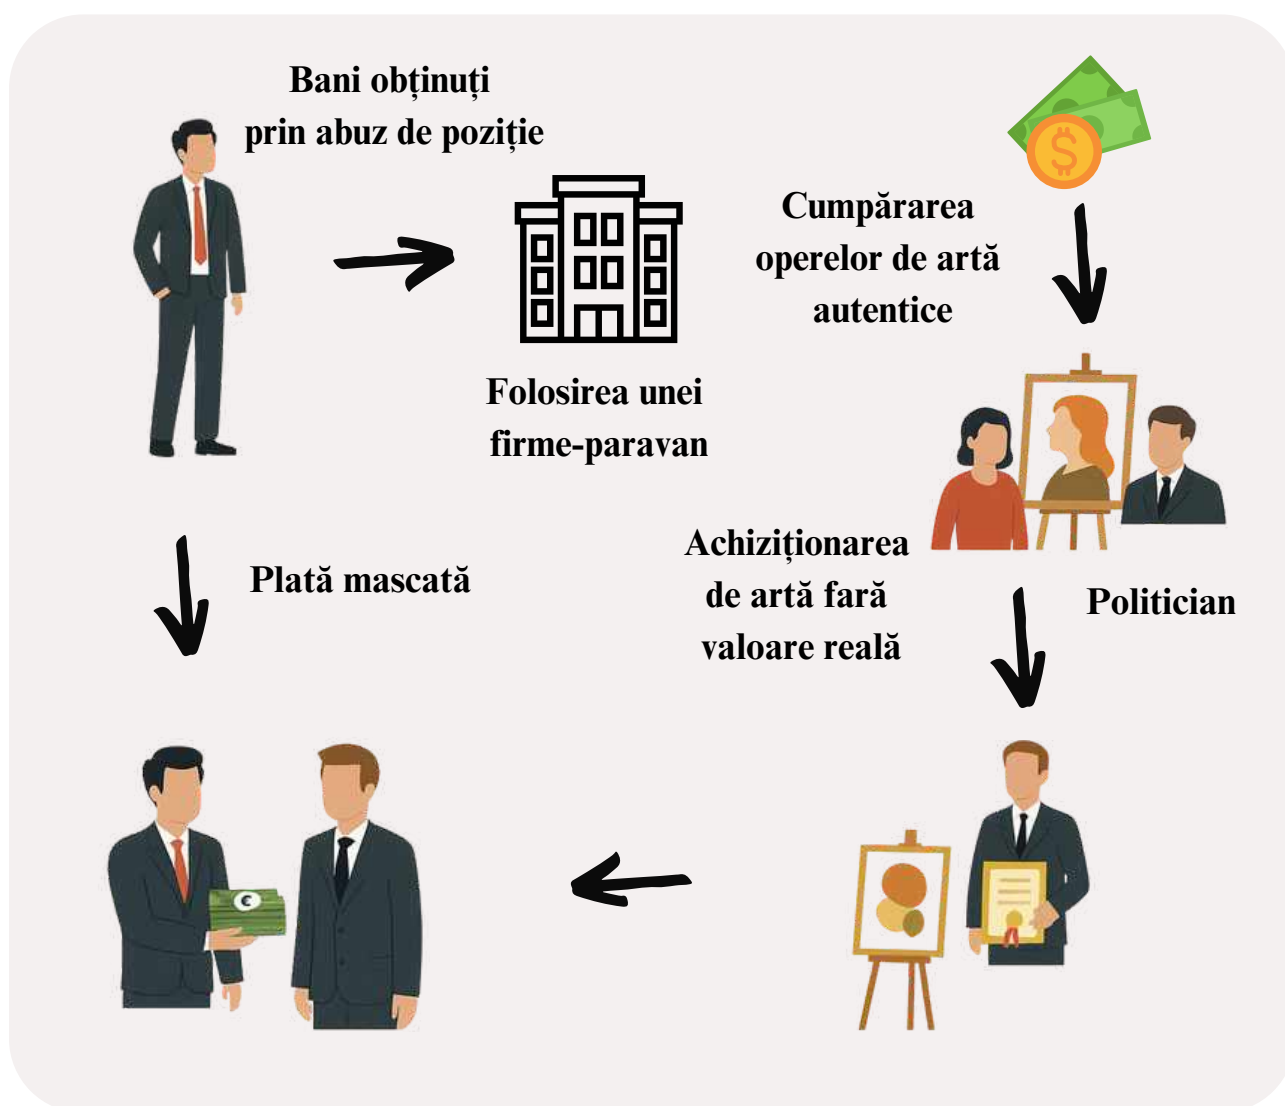 Bani obținuți
prin abuz de poziție
Folosirea unei
firme-paravan
Cumpărarea
operelor de artă
autentice
Plată mascată
Achiziționarea
de artă fară
valoare reală
Politician